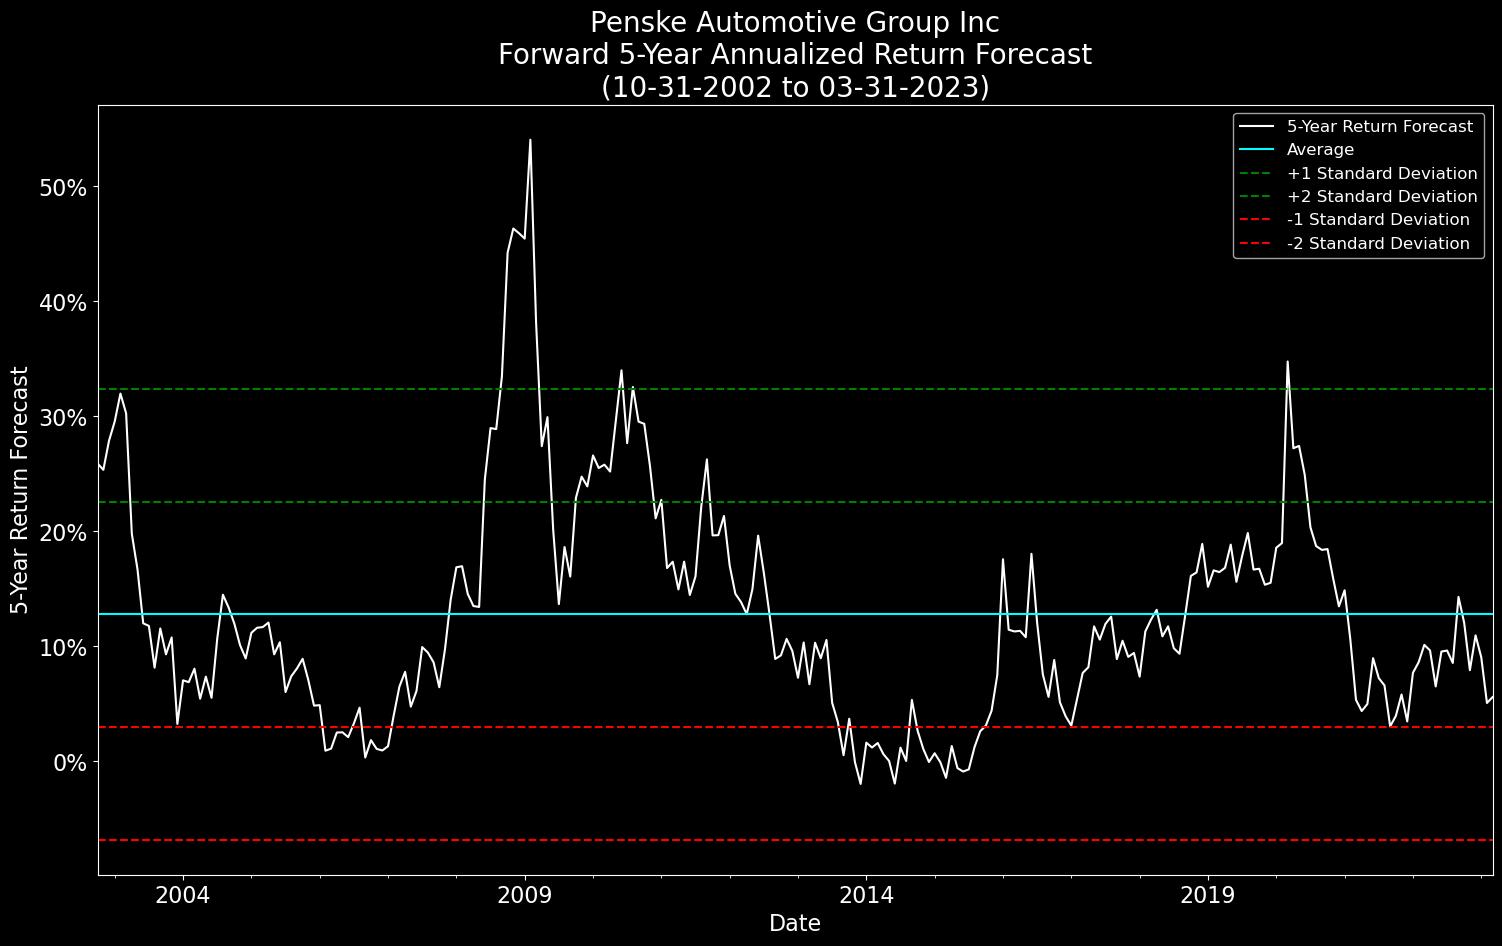 Penske Automotive Group Inc
Forward 5-Year Annualized Return Forecast
(10-31-2002 to 03-31-2023)
5-Year Return Forecast
Average
+1 Standard Deviation
+2 Standard Deviation
-1 Standard Deviation
-2 Standard Deviation
50%
40%
30%
20%
10%
0%
5-Year Return Forecast
2004
2009
2014
2019
Date